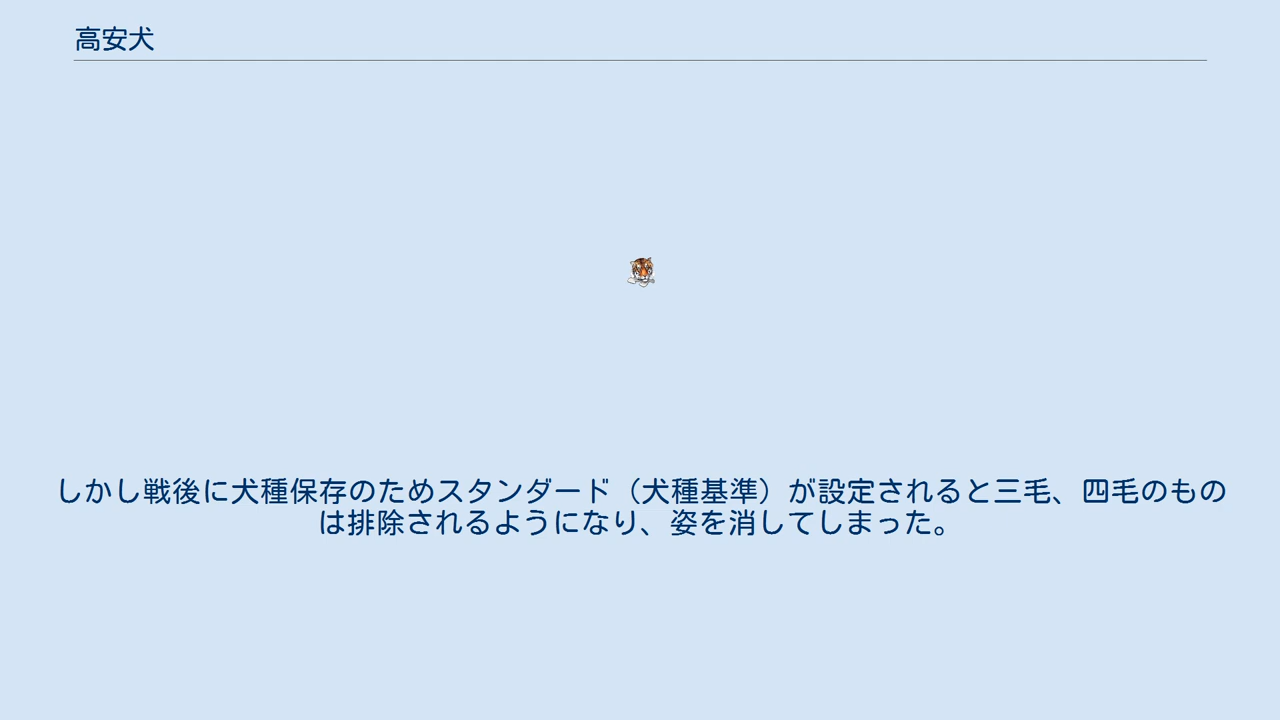 高安犬
しかし戦後に犬種保存のためスタンダード（犬種基準）が設定されると三毛、四毛のもの
は排除されるようになり、姿を消してしまった。